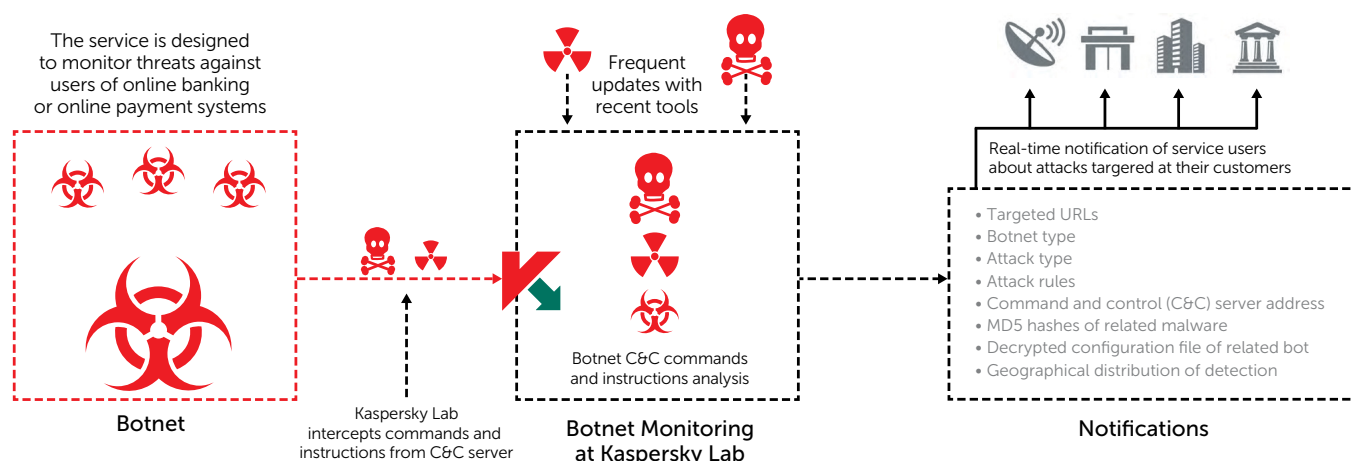 The service is designed
to monitor threats against
users of online banking
or online payment systems
Botnet
Kaspersky Lab
intercepts commands and
instructions from C&C server
Frequent
updates with
recent tools
Botnet C&C commands
and instructions analysis
Botnet Monitoring
at Kaspersky Lab
Real-time notification of service users
about attacks targered at their customers
• Targeted URLs
• Botnet type
• Attack type
• Attack rules
• Command and control (C&C) server address
• MD5 hashes of related malware
• Decrypted configuration file of related bot
• Geographical distribution of detection
Notifications